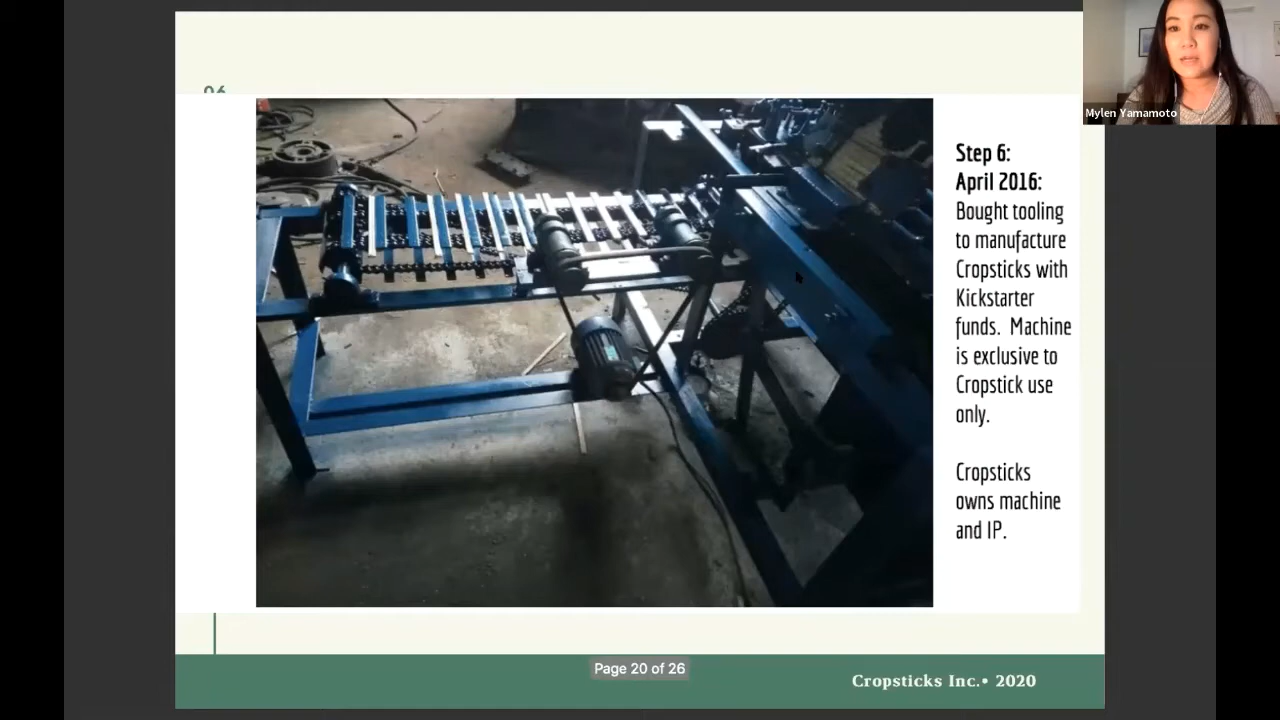 Mylen Yamamoto
06
Step 6:
April 2016:
Bought tooling
to manufacture
Cropsticks with
Kickstarter
funds. Machine
is exclusive to
Cropstick use
only.
Cropsticks
owns machine
and IP.
Page 20 of 26
Cropsticks Inc.• 2020